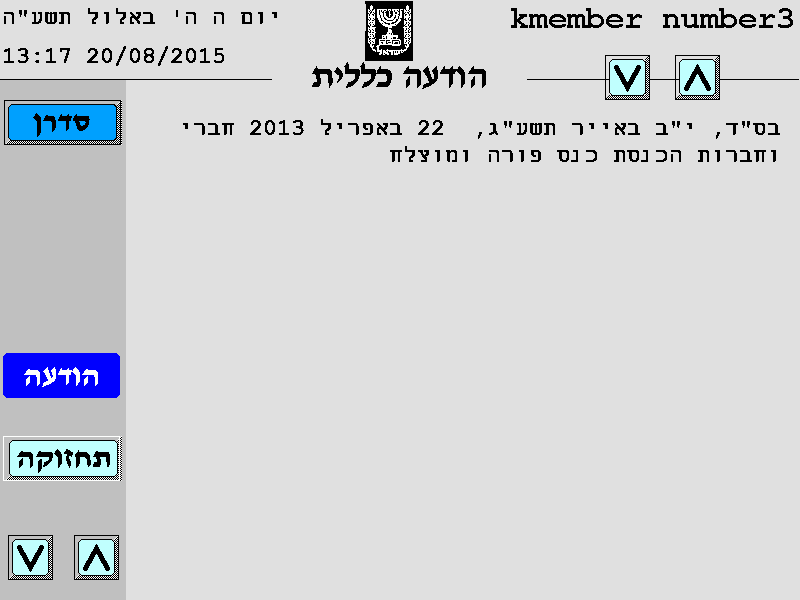 יום ה ה' באלול תשע"ה
kmember number3
13:17 20/08/2015
ישראל
הודעה כללית
סדרן
בס"ד, י"ב באייר תשע"ג, 22 באפריל 2013 חברי
וחברות הכנסת כנס פורה ומוצלח
הודעה
תחזוקה